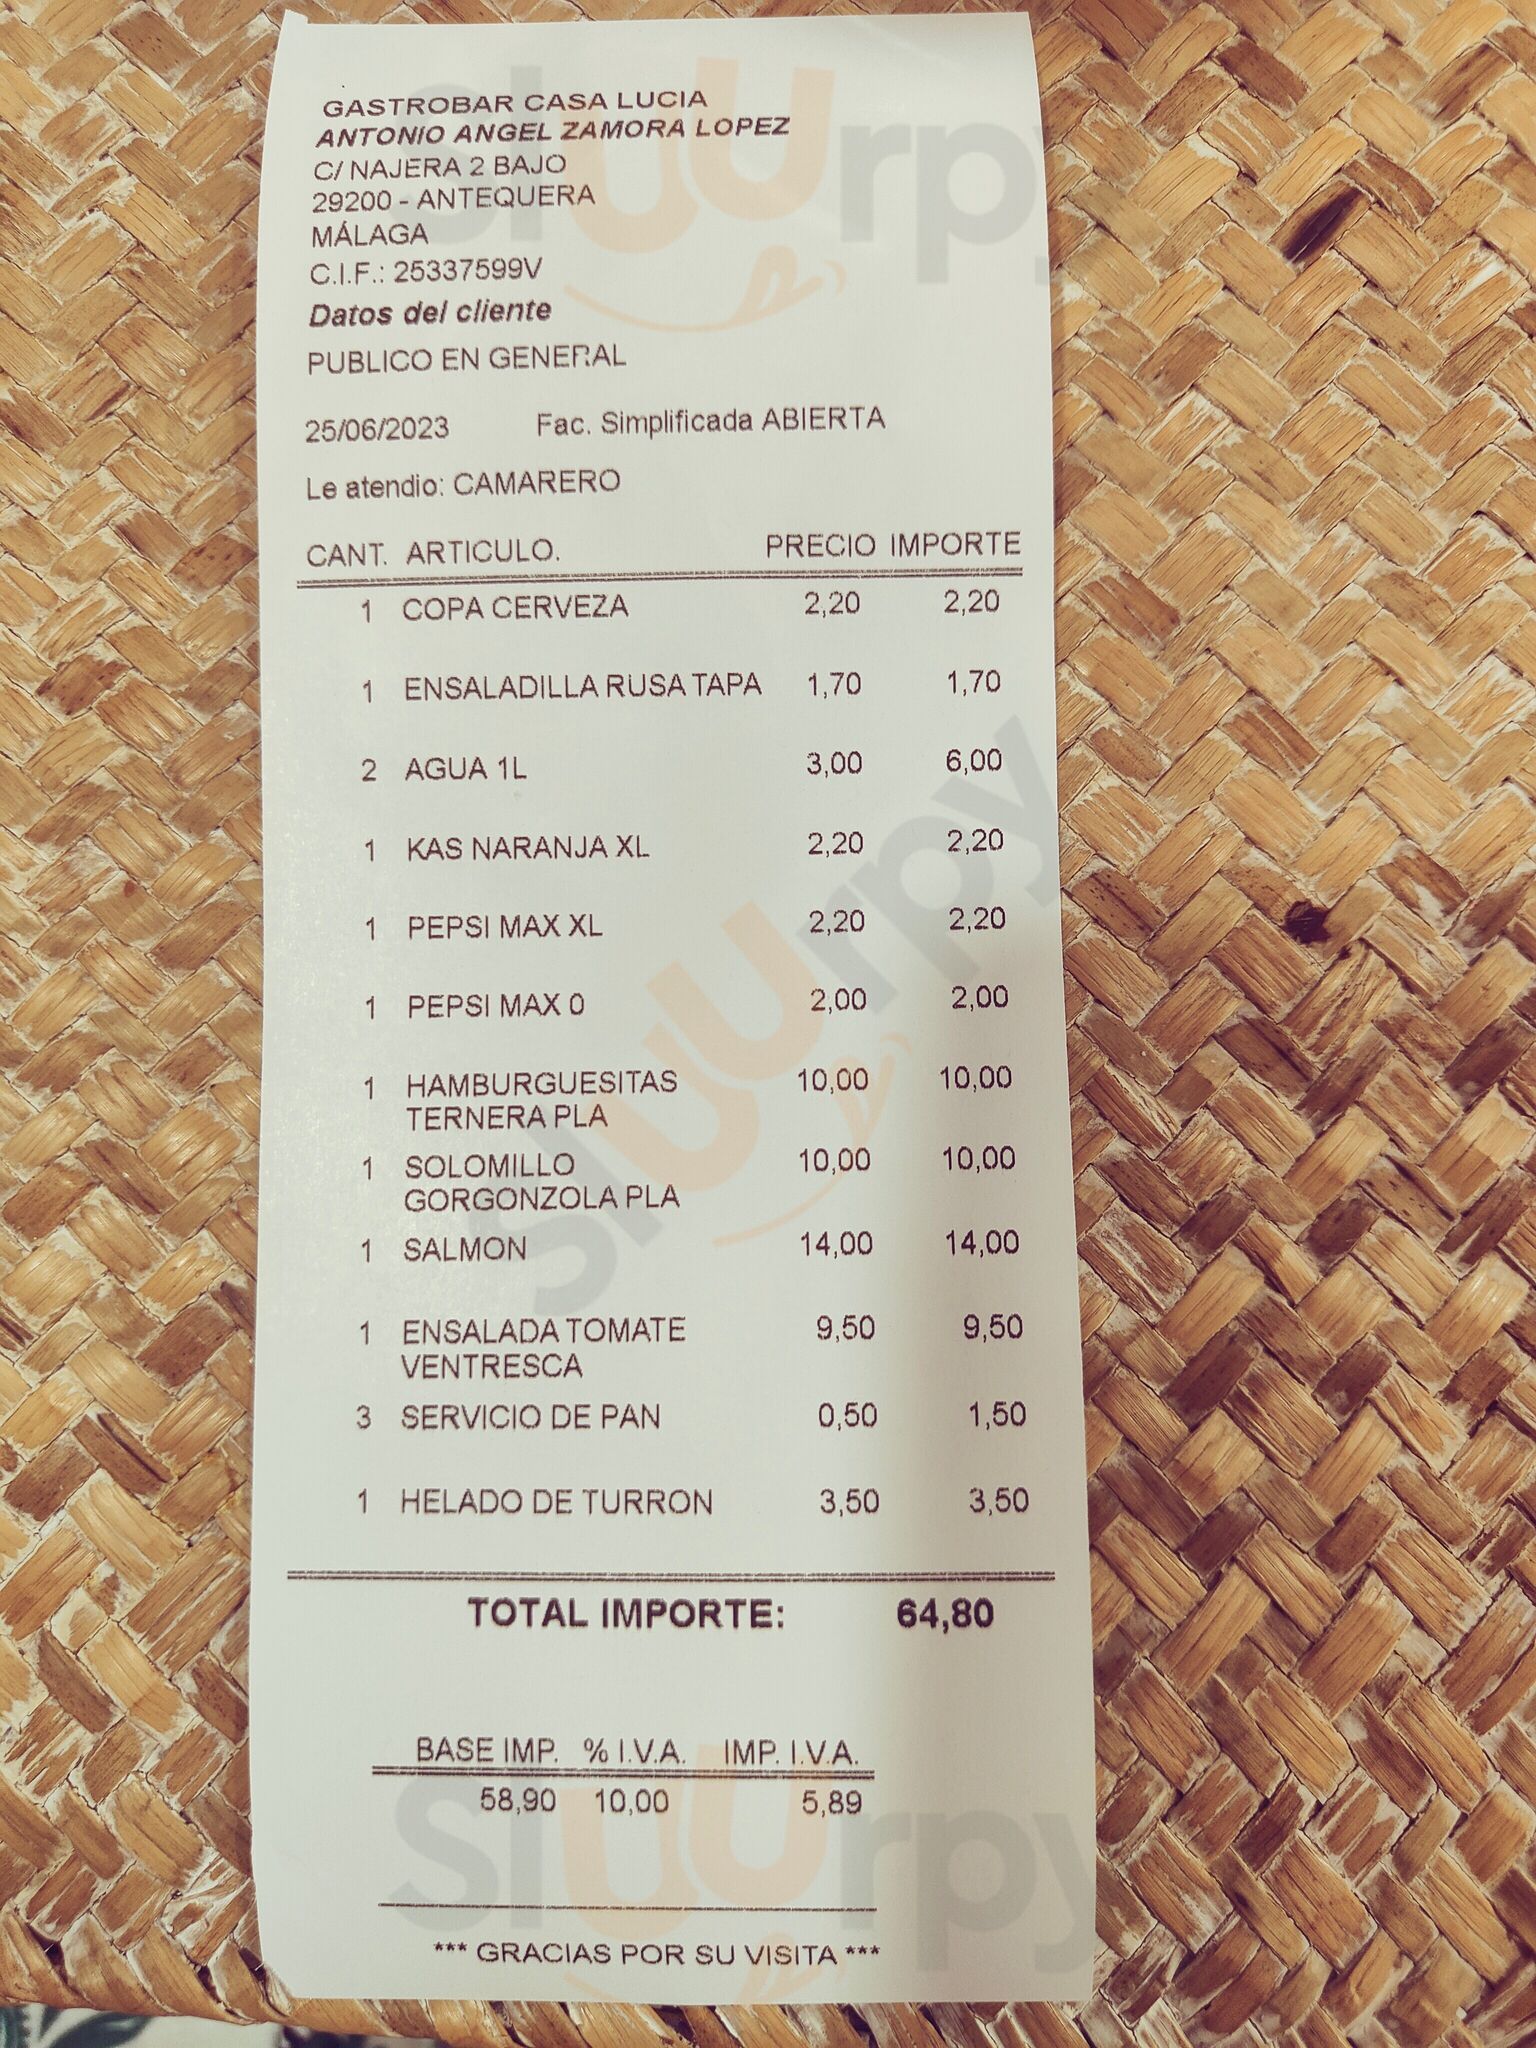 GASTROBAR CASA LUCIA
ANTONIO ANGEL ZAMORA LOPEZ
C/ NAJERA 2 BAJO
29200 - ANTEQUERA
MÁLAGA
C.I.F.: 25337599V
Datos del cliente
PUBLICO EN GENERAL
25/06/2023 Fac. Simplificada ABIERTA
Le atendio: CAMARERO
CANT. ARTICULO. PRECIO IMPORTE
1 COPA CERVEZA 2,20 2,20
1 ENSALADILLA RUSA TAPA 1,70 1,70
2 AGUA 1L 3,00 6,00
1 KAS NARANJA XL 2,20 2,20
1 PEPSI MAX XL 2,20 2,20
1 PEPSI MAX 0 2,00 2,00
1 HAMBURGUESITAS 10,00 10,00
TERNERA PLA
1 SOLOMILLO 10,00 10,00
GORGONZOLA PLA
1 SALMON 14,00 14,00
1 ENSALADA TOMATE 9,50 9,50
VENTRESCA
3 SERVICIO DE PAN 0,50 1,50
1 HELADO DE TURRON 3,50 3,50
TOTAL IMPORTE: 64,80
BASE IMP. % I.V.A. IMP. I.V.A.
58,90 10,00 5,89
*** GRACIAS POR SU VISITA ***
sluurpy
sluurpy
sluurpy